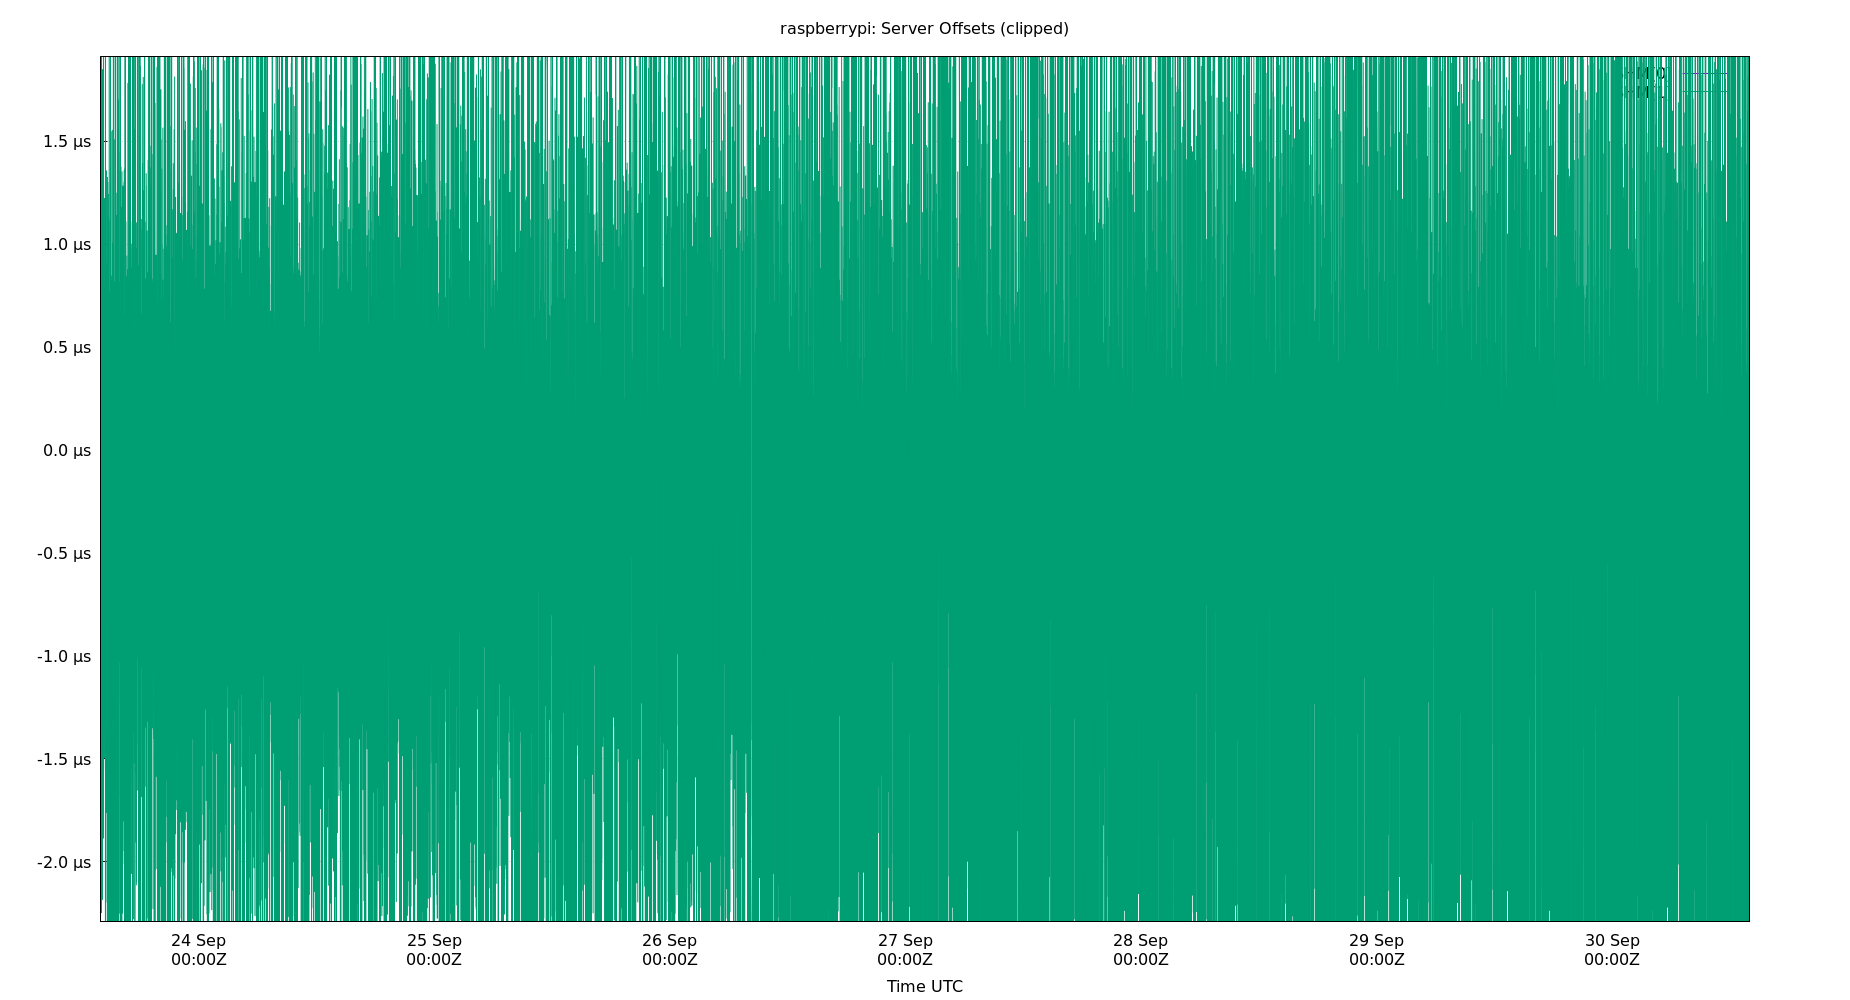 raspberrypi: Server Offsets (clipped)
1.5 µs
1.0 µs
0.5 µs
0.0 µs
-0.5 µs
-1.0 µs
-1.5 µs
-2.0 µs
24 Sep 25 Sep 26 Sep 27 Sep 28 Sep 29 Sep 30 Sep
00:00Z 00:00Z 00:00Z 00:00Z 00:00Z 00:00Z 00:00Z
Time UTC